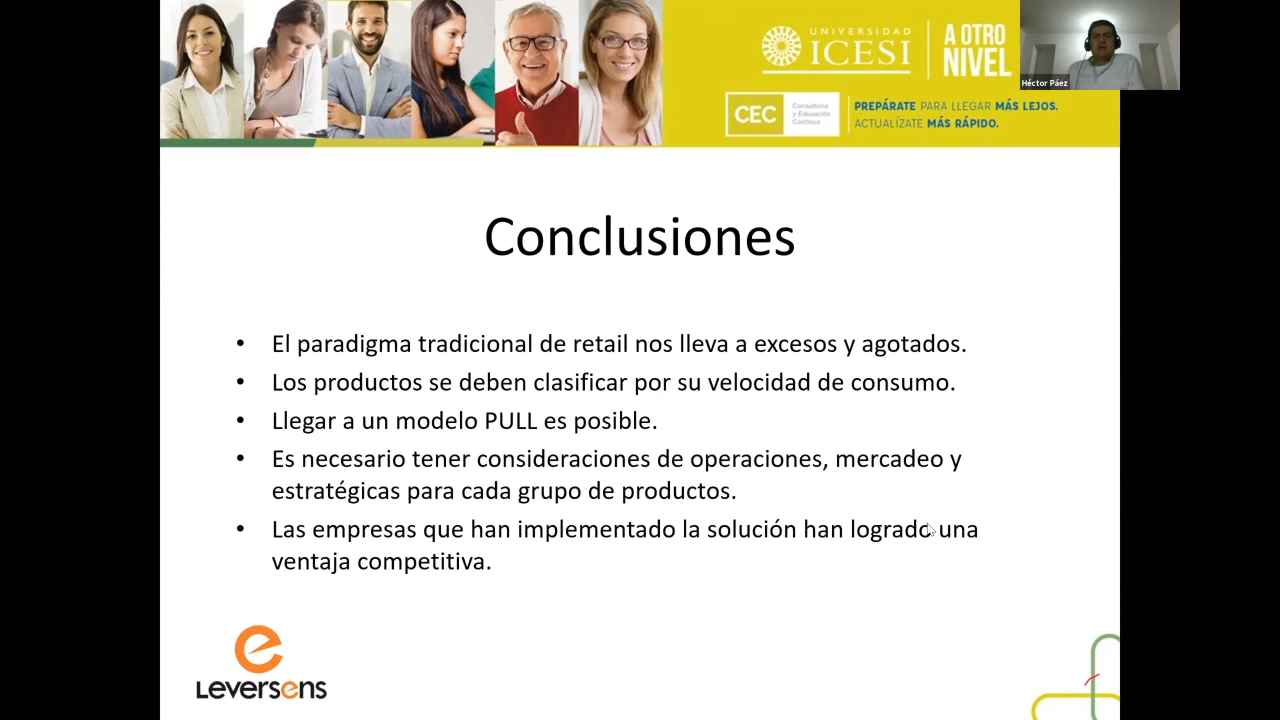 UNIVERSIDAD
ICESI
A OTRO
NIVEL
Héctor Páez
CEC
Consultoría
y Educación
Continua
PREPÁRATE PARA LLEGAR MÁS LEJOS.
ACTUALÍZATE MÁS RÁPIDO.
Conclusiones
• El paradigma tradicional de retail nos lleva a excesos y agotados.
• Los productos se deben clasificar por su velocidad de consumo.
• Llegar a un modelo PULL es posible.
• Es necesario tener consideraciones de operaciones, mercadeo y
estratégicas para cada grupo de productos.
• Las empresas que han implementado la solución han logrado una
ventaja competitiva.
Leversens